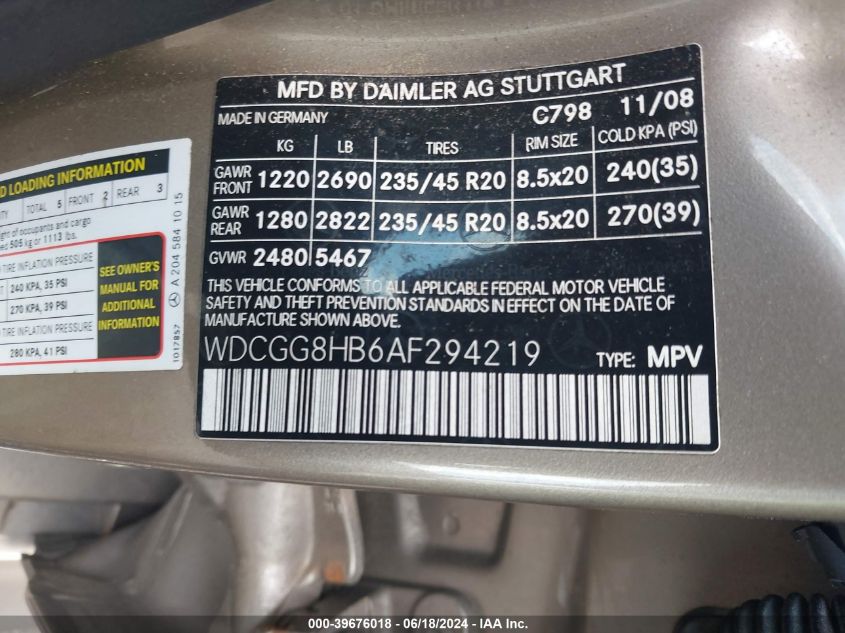 MFD BY DAIMLER AG STUTTGART
MADE IN GERMANY C798 11/08
KG LB TIRES RIM SIZE COLD KPA (PSI)
GAWR FRONT 1220 2690 235/45 R20 8.5x20 240(35)
GAWR REAR 1280 2822 235/45 R20 8.5x20 270(39)
GVWR 2480 5467
THIS VEHICLE CONFORMS TO ALL APPLICABLE FEDERAL MOTOR VEHICLE
SAFETY AND THEFT PREVENTION STANDARDS IN EFFECT ON THE DATE OF
MANUFACTURE SHOWN ABOVE.
WDCGG8HB6AF294219 TYPE: MPV
LOADING INFORMATION
TOTAL 5 FRONT 2 REAR 3
of occupants and cargo
505 kg or 1113 lbs.
TIRE INFLATION PRESSURE
240 KPA, 35 PSI
270 KPA, 39 PSI
TIRE INFLATION PRESSURE
280 KPA, 41 PSI
SEE OWNER'S
MANUAL FOR
ADDITIONAL
INFORMATION
1017857 A 204 584 10 15
000-39676018 - 06/18/2024 - IAA, Inc.